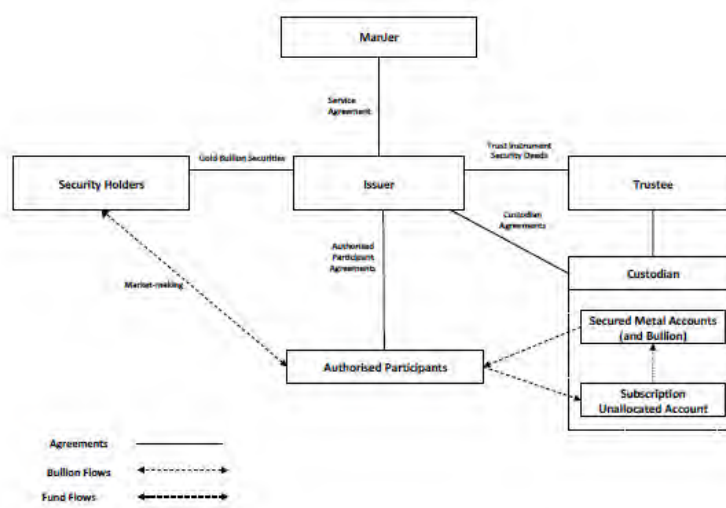 ManJer
Service
Agreement
Gold Bullion Securities
Trust Instrument
Security Deeds
Security Holders
Issuer
Trustee
Custodian
Agreements
Authorised
Participant
Agreements
Custodian
Market-making
Secured Metal Accounts
(and Bullion)
Authorised Participants
Subscription
Unallocated Account
Agreements
Bullion Flows
Fund Flows